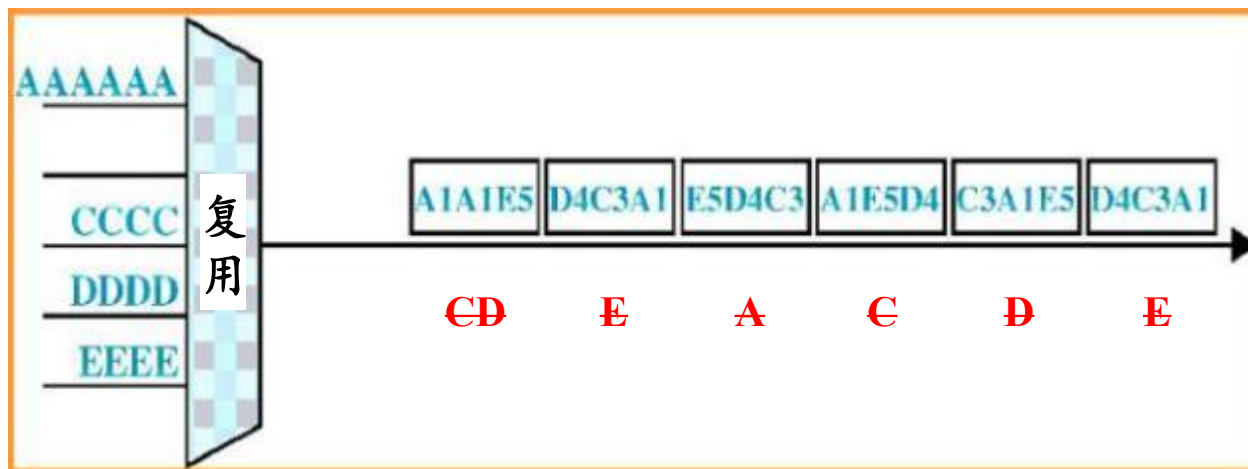 AAAAAA
CCCC
DDDD
EEEE
复
用
A1A1E5 D4C3A1 E5D4C3 A1E5D4 C3A1E5 D4C3A1
CD E A C D E